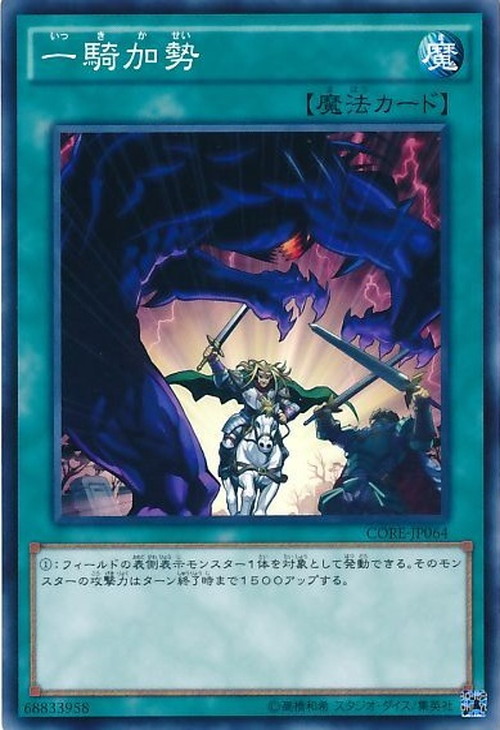 いっきかせい
一騎加勢
魔
まほう
【魔法カード】
CORE-JP064
①:フィールドの表側表示モンスター1体を対象として発動できる。そのモン
スターの攻撃力はターン終了時まで1500アップする。
68833958
©高橋和希 スタジオ・ダイス/集英社